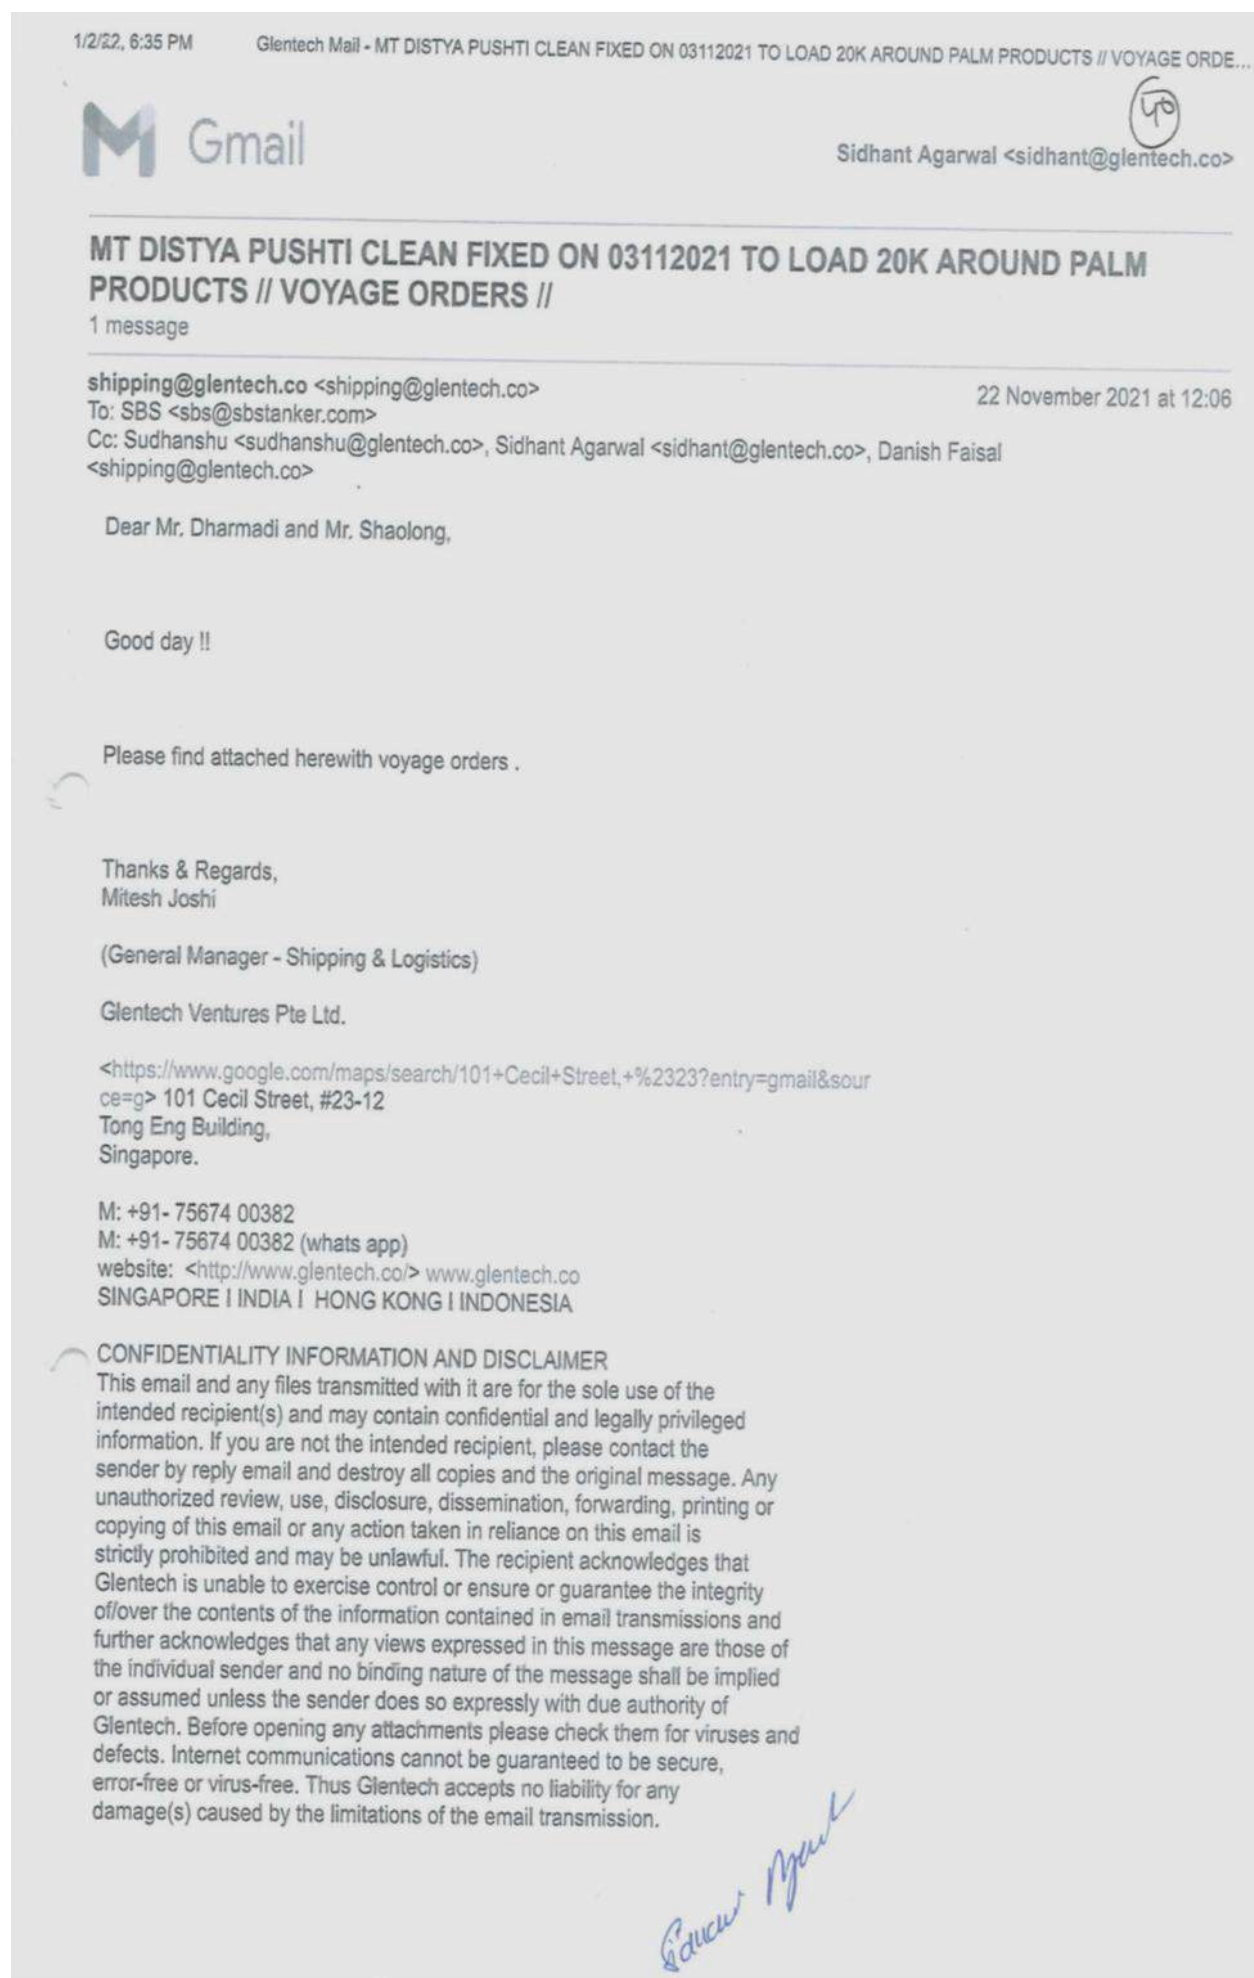 1/2/22, 6:35 PM Glentech Mail - MT DISTYA PUSHTI CLEAN FIXED ON 03112021 TO LOAD 20K AROUND PALM PRODUCTS // VOYAGE ORDE...
40
M Gmail
Sidhant Agarwal <sidhant@glentech.co>
MT DISTYA PUSHTI CLEAN FIXED ON 03112021 TO LOAD 20K AROUND PALM
PRODUCTS // VOYAGE ORDERS //
1 message
shipping@glentech.co <shipping@glentech.co> 22 November 2021 at 12:06
To: SBS <sbs@sbstanker.com>
Cc: Sudhanshu <sudhanshu@glentech.co>, Sidhant Agarwal <sidhant@glentech.co>, Danish Faisal
<shipping@glentech.co>
Dear Mr. Dharmadi and Mr. Shaolong,
Good day !!
Please find attached herewith voyage orders .
Thanks & Regards,
Mitesh Joshi
(General Manager - Shipping & Logistics)
Glentech Ventures Pte Ltd.
<https://www.google.com/maps/search/101+Cecil+Street,+%2323?entry=gmail&sour
ce=g> 101 Cecil Street, #23-12
Tong Eng Building,
Singapore.
M: +91- 75674 00382
M: +91- 75674 00382 (whats app)
website: <http://www.glentech.co/> www.glentech.co
SINGAPORE I INDIA I HONG KONG I INDONESIA
CONFIDENTIALITY INFORMATION AND DISCLAIMER
This email and any files transmitted with it are for the sole use of the
intended recipient(s) and may contain confidential and legally privileged
information. If you are not the intended recipient, please contact the
sender by reply email and destroy all copies and the original message. Any
unauthorized review, use, disclosure, dissemination, forwarding, printing or
copying of this email or any action taken in reliance on this email is
strictly prohibited and may be unlawful. The recipient acknowledges that
Glentech is unable to exercise control or ensure or guarantee the integrity
of/over the contents of the information contained in email transmissions and
further acknowledges that any views expressed in this message are those of
the individual sender and no binding nature of the message shall be implied
or assumed unless the sender does so expressly with due authority of
Glentech. Before opening any attachments please check them for viruses and
defects. Internet communications cannot be guaranteed to be secure,
error-free or virus-free. Thus Glentech accepts no liability for any
damage(s) caused by the limitations of the email transmission.